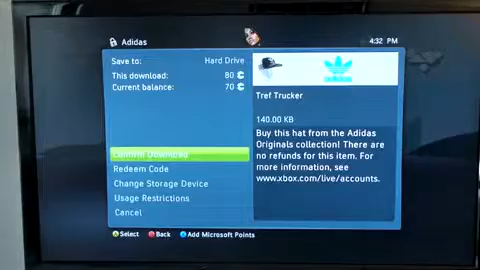 Adidas
4:32 PM
Save to: Hard Drive
This download: 80
Current balance: 70
Tref Trucker
140.00 KB
Buy this hat from the Adidas
Originals collection! There are
no refunds for this item. For
more information, see
www.xbox.com/live/accounts.
Confirm Download
Redeem Code
Change Storage Device
Usage Restrictions
Cancel
A Select B Back X Add Microsoft Points